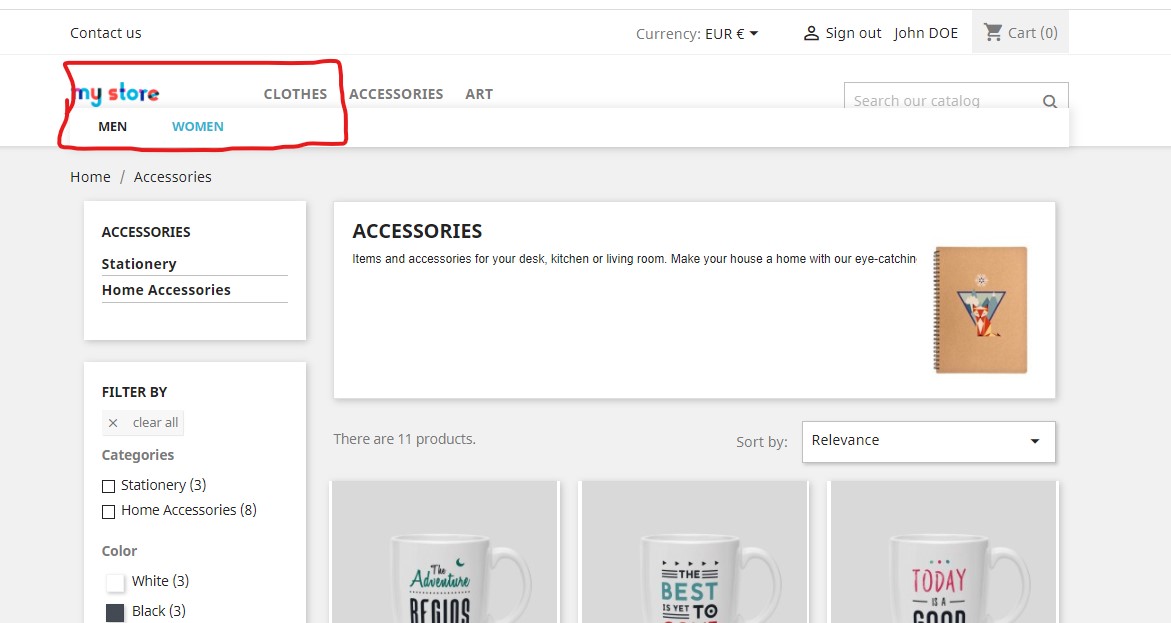 Contact us
Currency: EUR €
Sign out
John DOE
Cart (0)
my store
CLOTHES
ACCESSORIES
ART
Search our catalog
MEN
WOMEN
Home / Accessories
ACCESSORIES
Stationery
Home Accessories
ACCESSORIES
Items and accessories for your desk, kitchen or living room. Make your house a home with our eye-catchin
FILTER BY
clear all
Categories
Stationery (3)
Home Accessories (8)
Color
White (3)
Black (3)
There are 11 products.
Sort by:
Relevance
The
Adventure
BEGINS
THE
BEST
IS YET TO
TODAY
IS A
GOOD